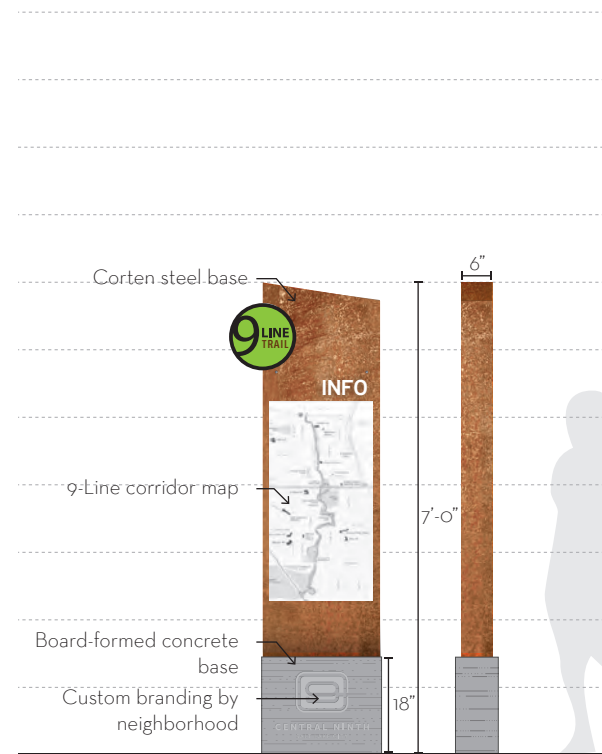 6”
Corten steel base
9
LINE
TRAIL
INFO
9-Line corridor map
7’-0”
Board-formed concrete
base
Custom branding by
neighborhood
18”
CENTRAL NINTH